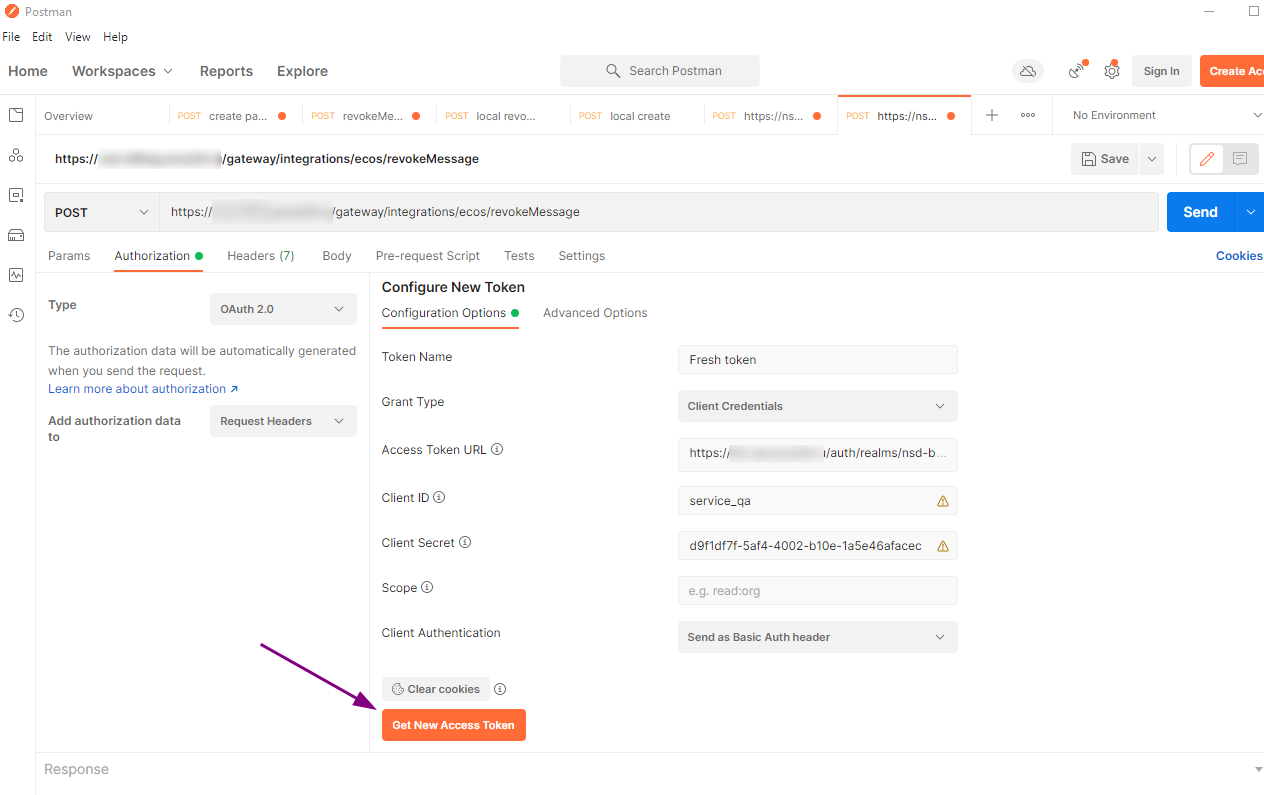 Postman
File Edit View Help
Home Workspaces Reports Explore Search Postman Sign In Create Acc
Overview POST create pa... POST revokeMe... POST local revo... POST local create POST https://ns... POST https://ns... No Environment
https:// /gateway/integrations/ecos/revokeMessage Save
POST https:// /gateway/integrations/ecos/revokeMessage Send
Params Authorization Headers (7) Body Pre-request Script Tests Settings Cookies
Type OAuth 2.0
The authorization data will be automatically generated
when you send the request.
Learn more about authorization ↗
Add authorization data
to
Request Headers
Configure New Token
Configuration Options Advanced Options
Token Name Fresh token
Grant Type Client Credentials
Access Token URL https:// /auth/realms/nsd-b...
Client ID service_qa
Client Secret d9f1df7f-5af4-4002-b10e-1a5e46afacec
Scope e.g. read:org
Client Authentication Send as Basic Auth header
Clear cookies
Get New Access Token
Response